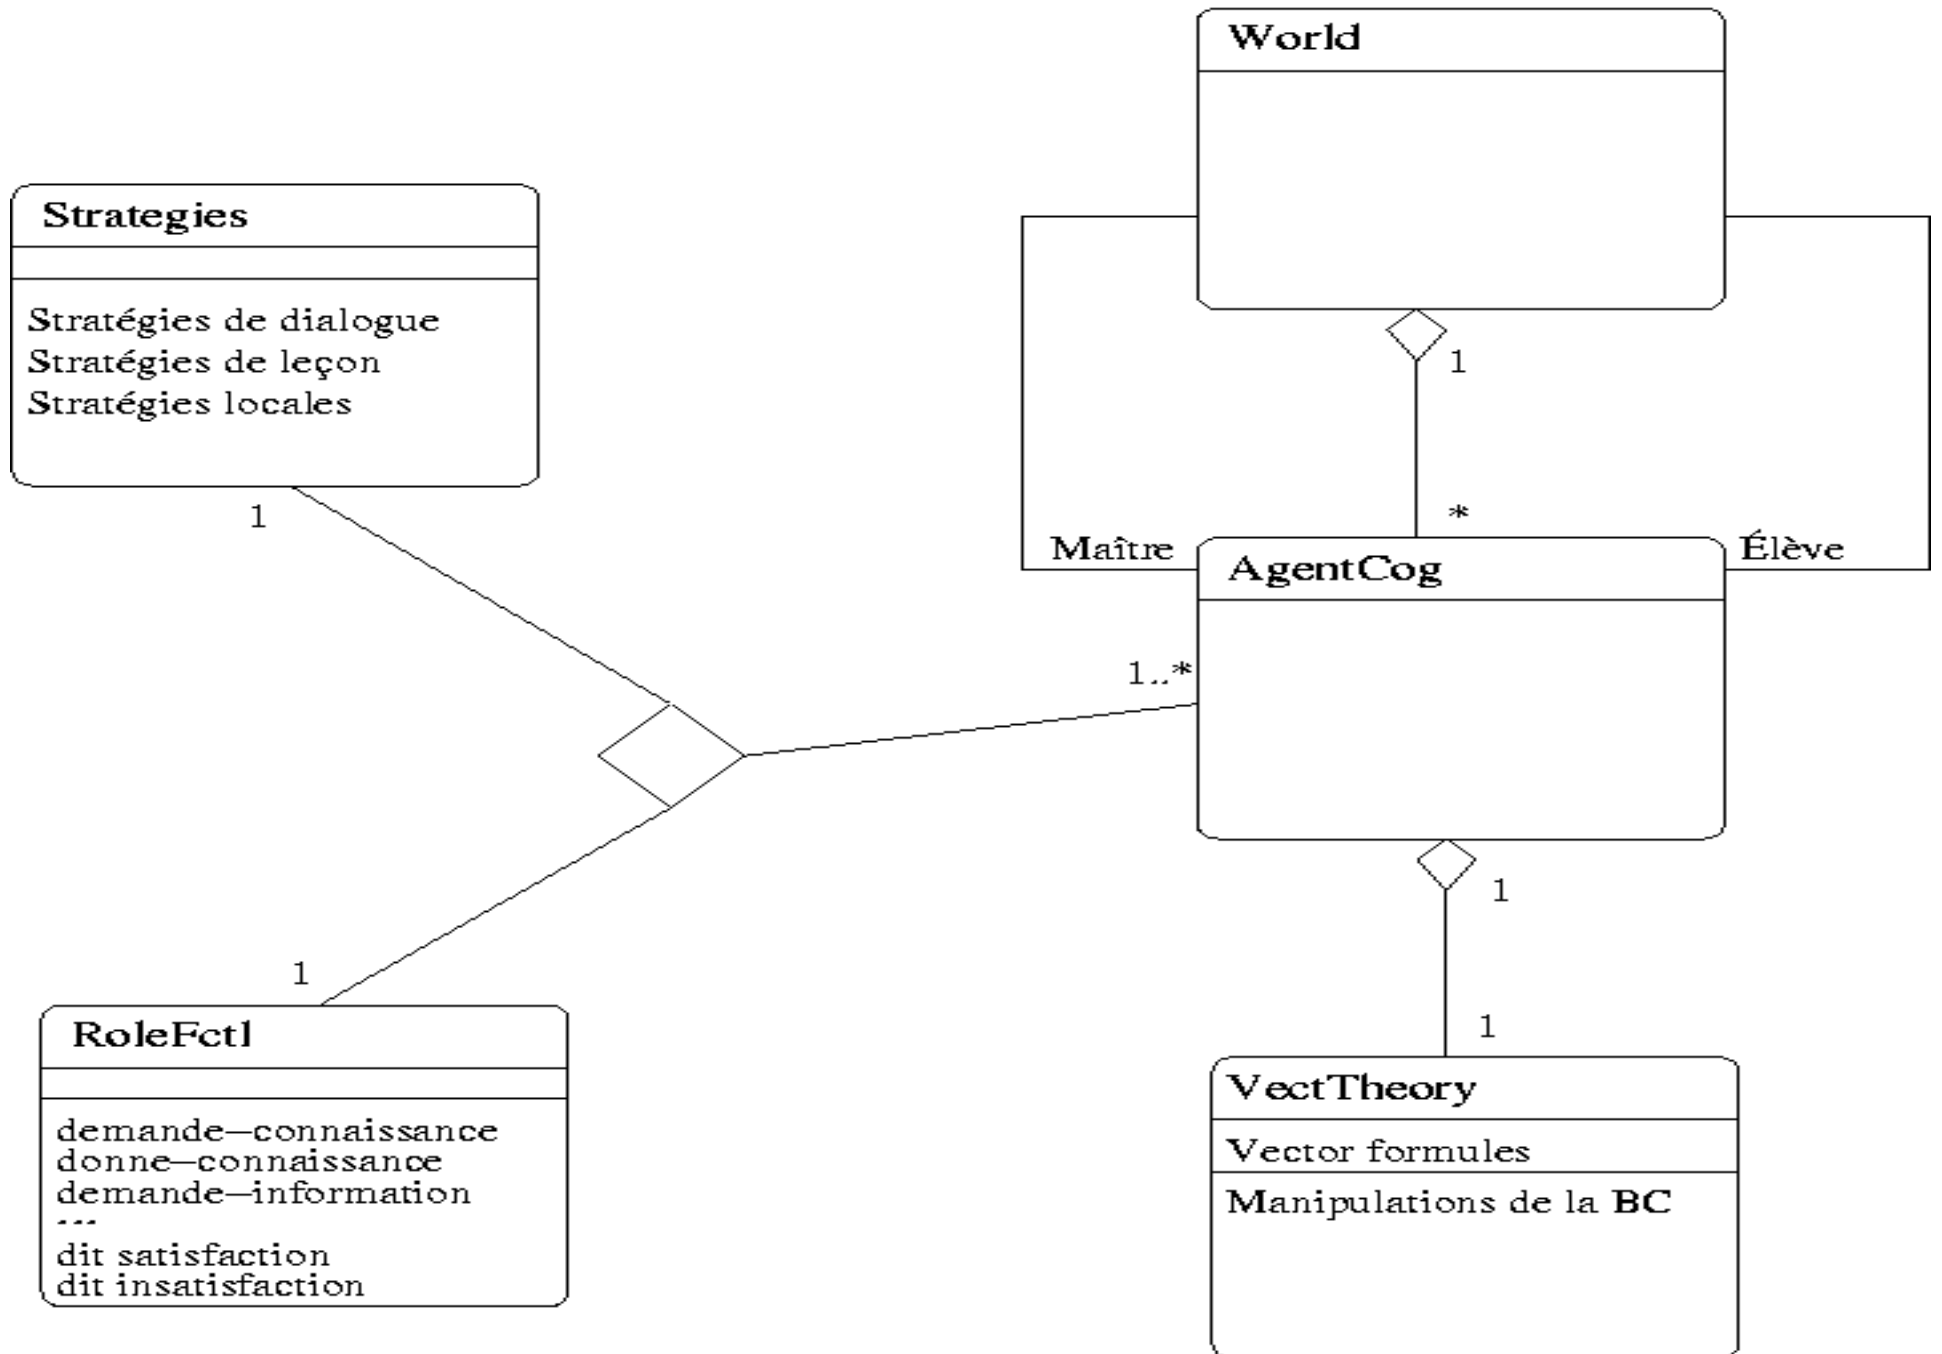 World
Strategies
Stratégies de dialogue
Stratégies de leçon
Stratégies locales
1
1
*
Maître
Élève
AgentCog
1..*
1
1
1
RoleFctl
demande–connaissance
donne–connaissance
demande–information
...
dit satisfaction
dit insatisfaction
VectTheory
Vector formules
Manipulations de la BC